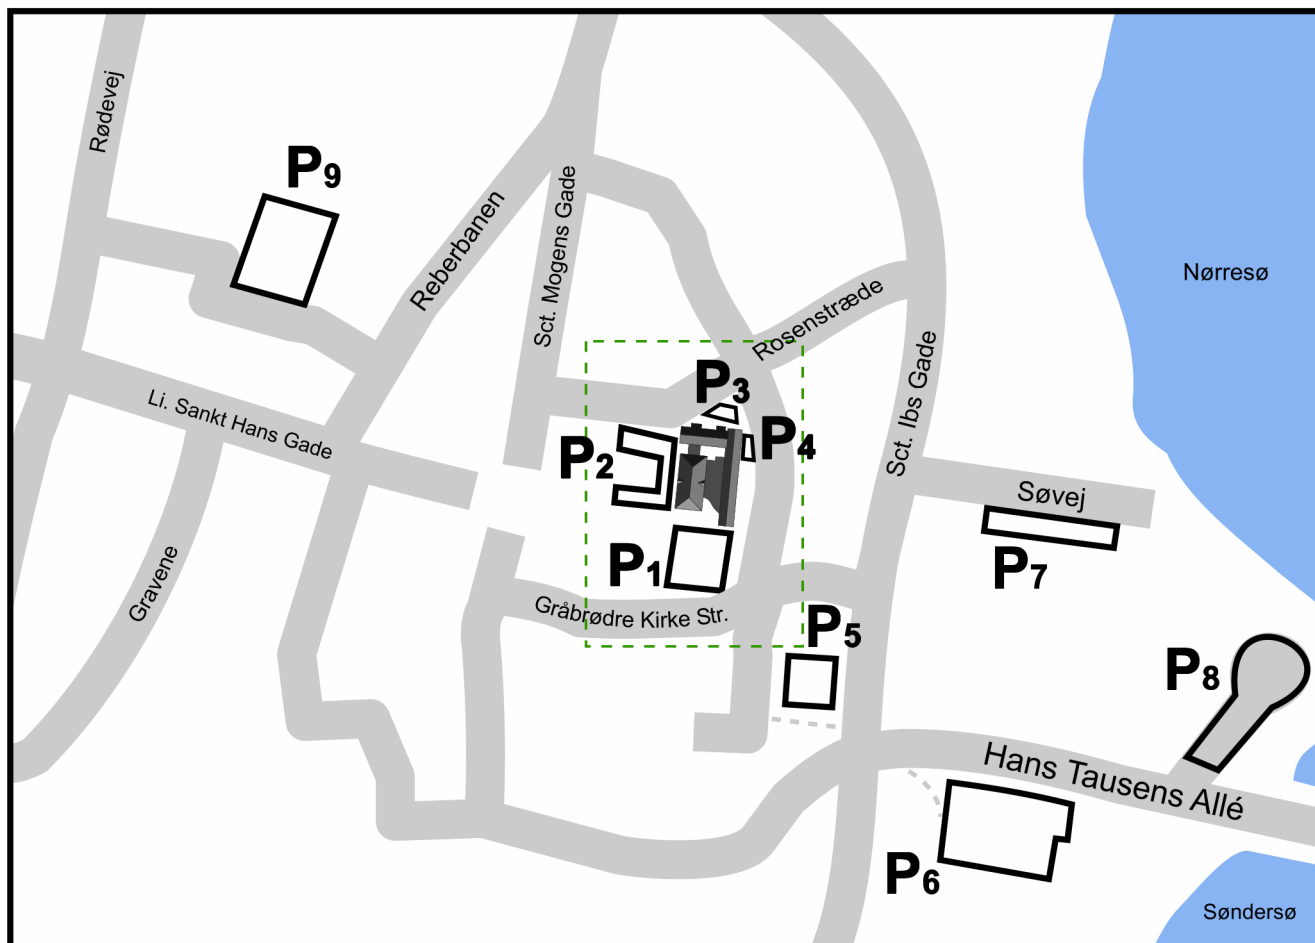 Rødevej
P9
Reberbanen
Sct. Mogens Gade
Nørresø
Rosenstræde
Li. Sankt Hans Gade
P3
Sct. Ibs Gade
P4
P2
Søvej
Gravene
P1
P7
Gråbrødre Kirke Str.
P5
P8
Hans Tausens Allé
P6
Søndersø